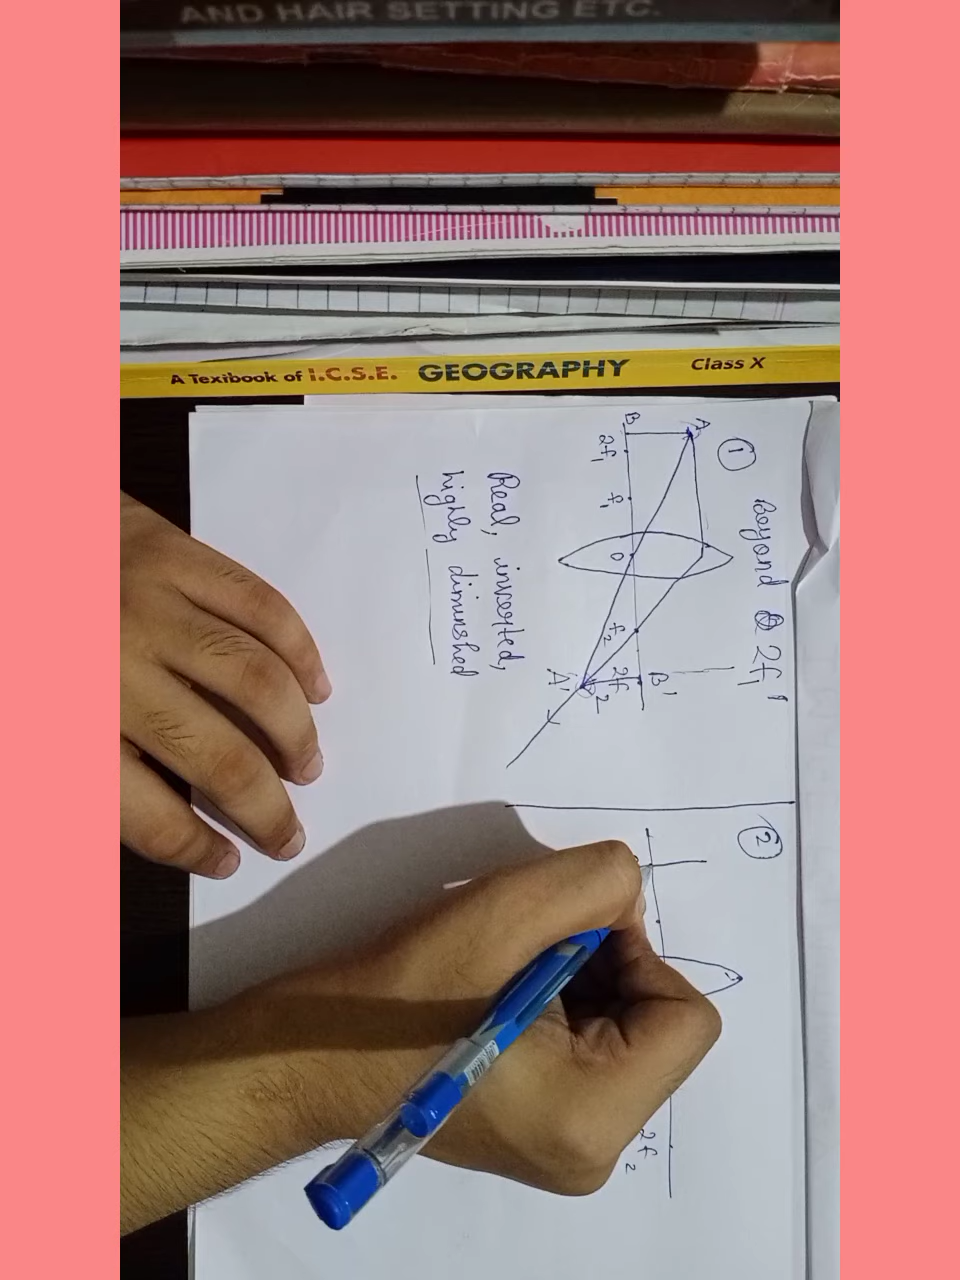 AND HAIR SETTING ETC.
A Textbook of I.C.S.E. GEOGRAPHY Class X
① Beyond 2f₁
A
B 2f₁ f₁ O f₂ 2f₂ B'
A'
Real, inverted,
highly diminshed
②
2f₂